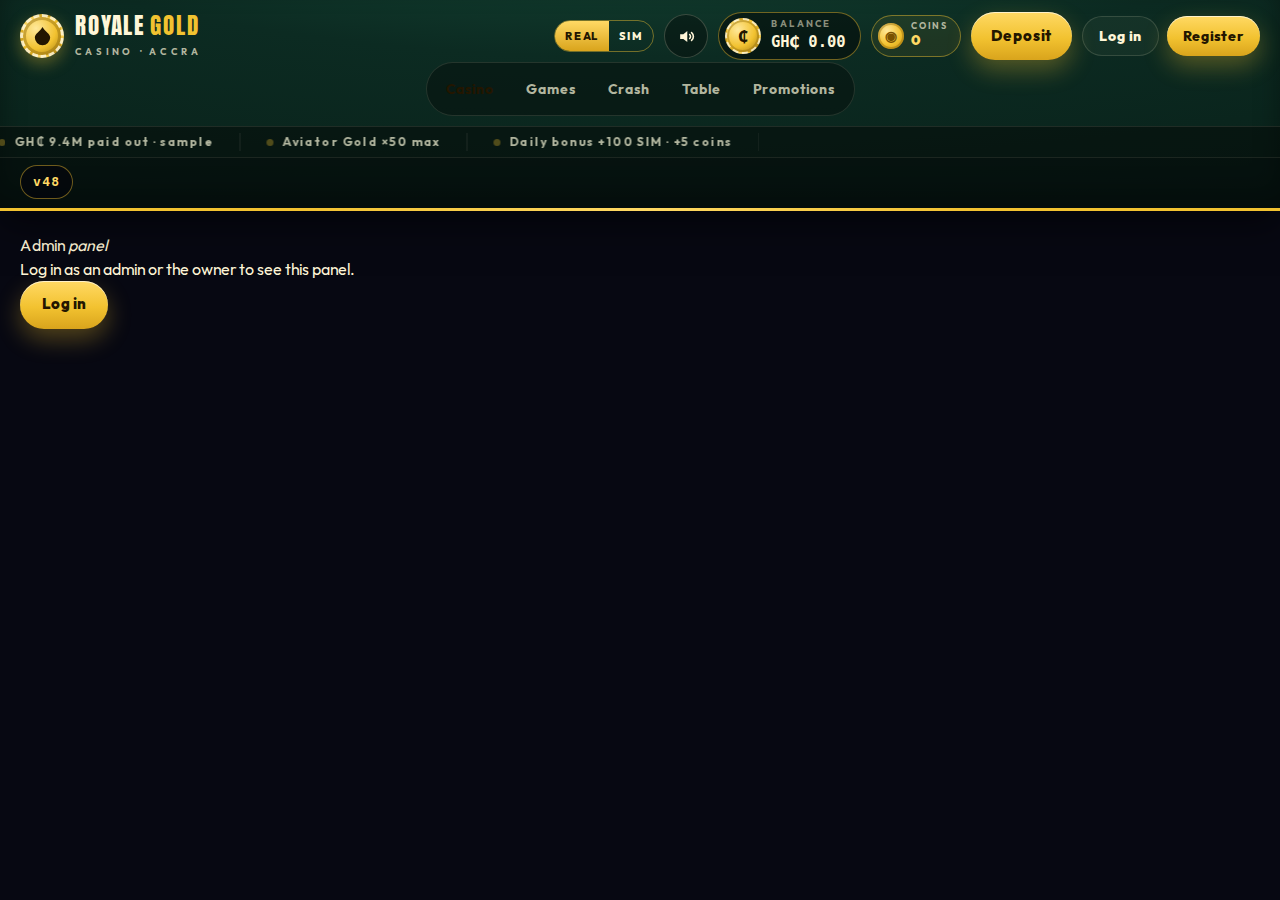 ROYALE GOLD
CASINO · ACCRA
REAL SIM
BALANCE
GH₵ 0.00
COINS
0
Deposit
Log in
Register
Casino Games Crash Table Promotions
GH₵ 9.4M paid out · sample Aviator Gold ×50 max Daily bonus +100 SIM · +5 coins
v48
Admin panel
Log in as an admin or the owner to see this panel.
Log in